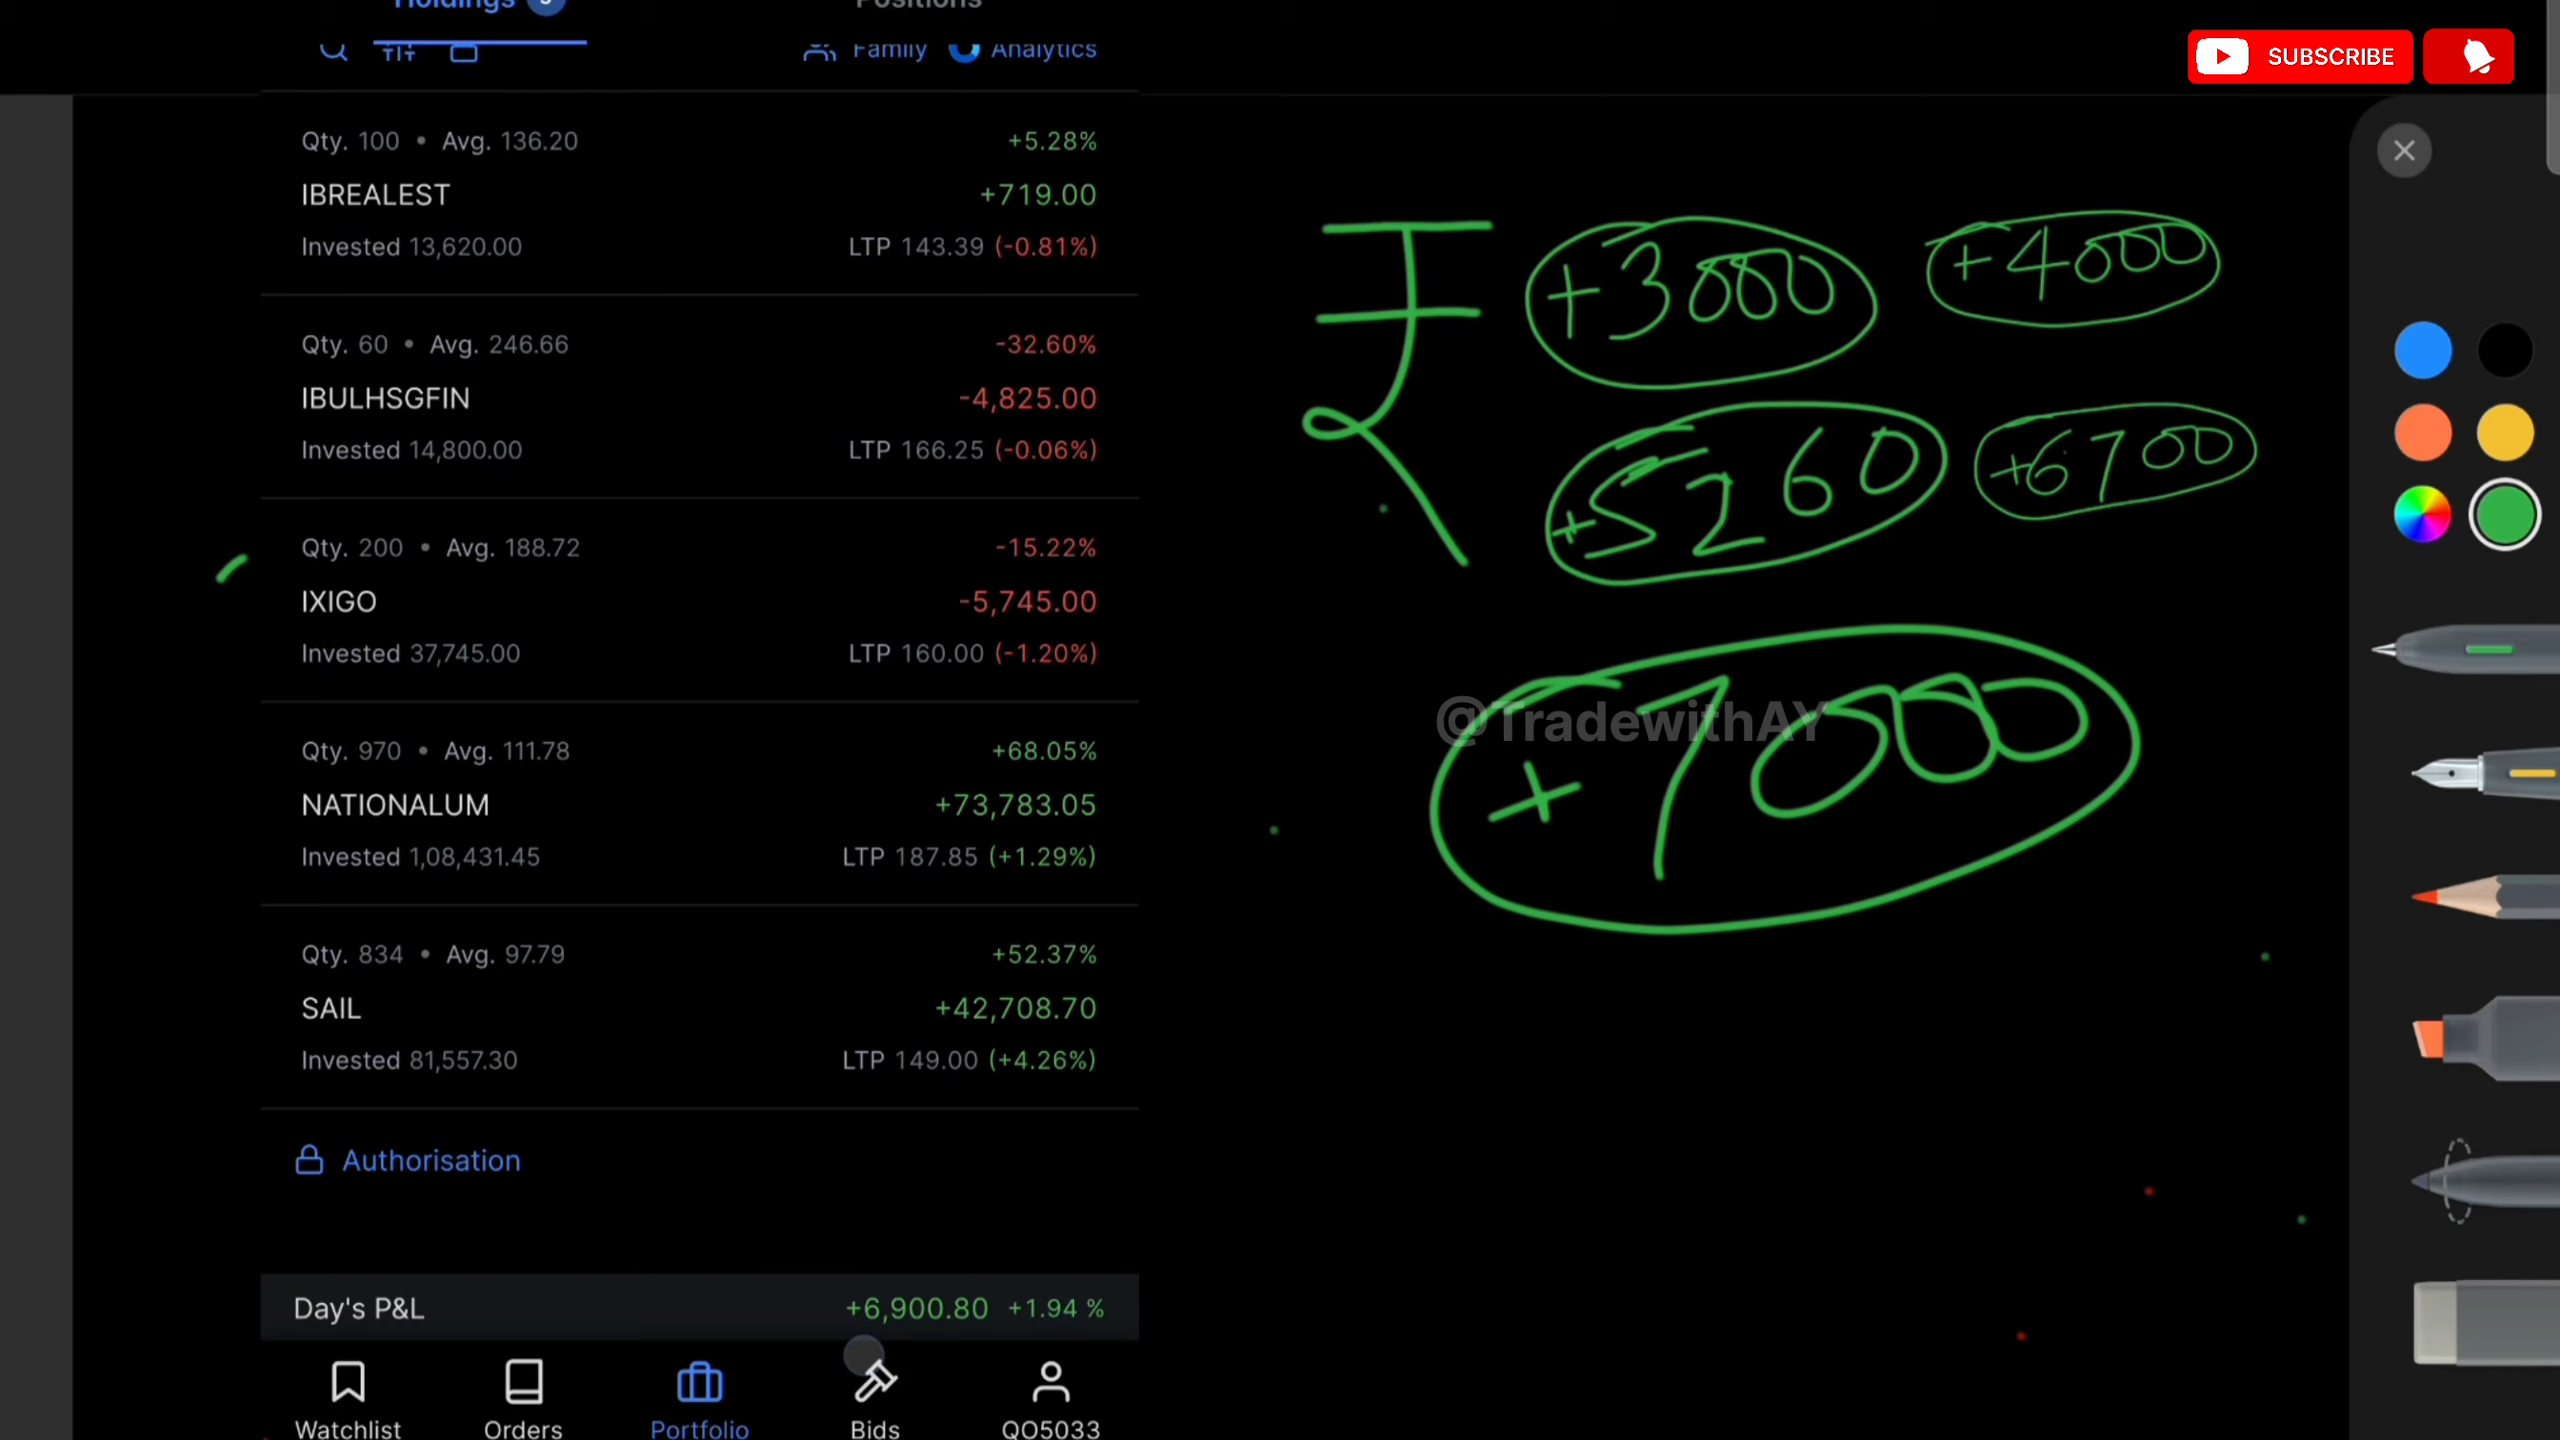 Holdings
Positions
Family Analytics
SUBSCRIBE
Qty. 100 • Avg. 136.20 +5.28%
IBREALEST +719.00
Invested 13,620.00 LTP 143.39 (-0.81%)
Qty. 60 • Avg. 246.66 -32.60%
IBULHSGFIN -4,825.00
Invested 14,800.00 LTP 166.25 (-0.06%)
Qty. 200 • Avg. 188.72 -15.22%
IXIGO -5,745.00
Invested 37,745.00 LTP 160.00 (-1.20%)
Qty. 970 • Avg. 111.78 +68.05%
NATIONALUM +73,783.05
Invested 1,08,431.45 LTP 187.85 (+1.29%)
Qty. 834 • Avg. 97.79 +52.37%
SAIL +42,708.70
Invested 81,557.30 LTP 149.00 (+4.26%)
Authorisation
Day's P&L +6,900.80 +1.94 %
Watchlist Orders Portfolio Bids QO5033
₹ +3000 +4000
+5260 +6700
+7000
@TradewithAY